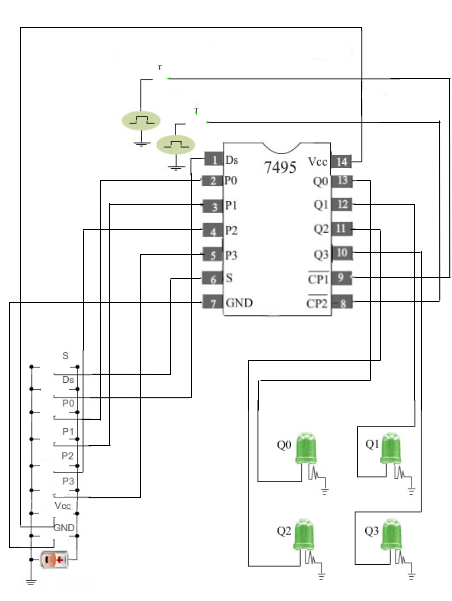 T
T
1 Ds
7495
Vcc 14
2 P0
Q0 13
3 P1
Q1 12
4 P2
Q2 11
5 P3
Q3 10
6 S
CP1 9
7 GND
CP2 8
S
Ds
P0
P1
P2
P3
Vcc
GND
Q0
Q1
Q2
Q3